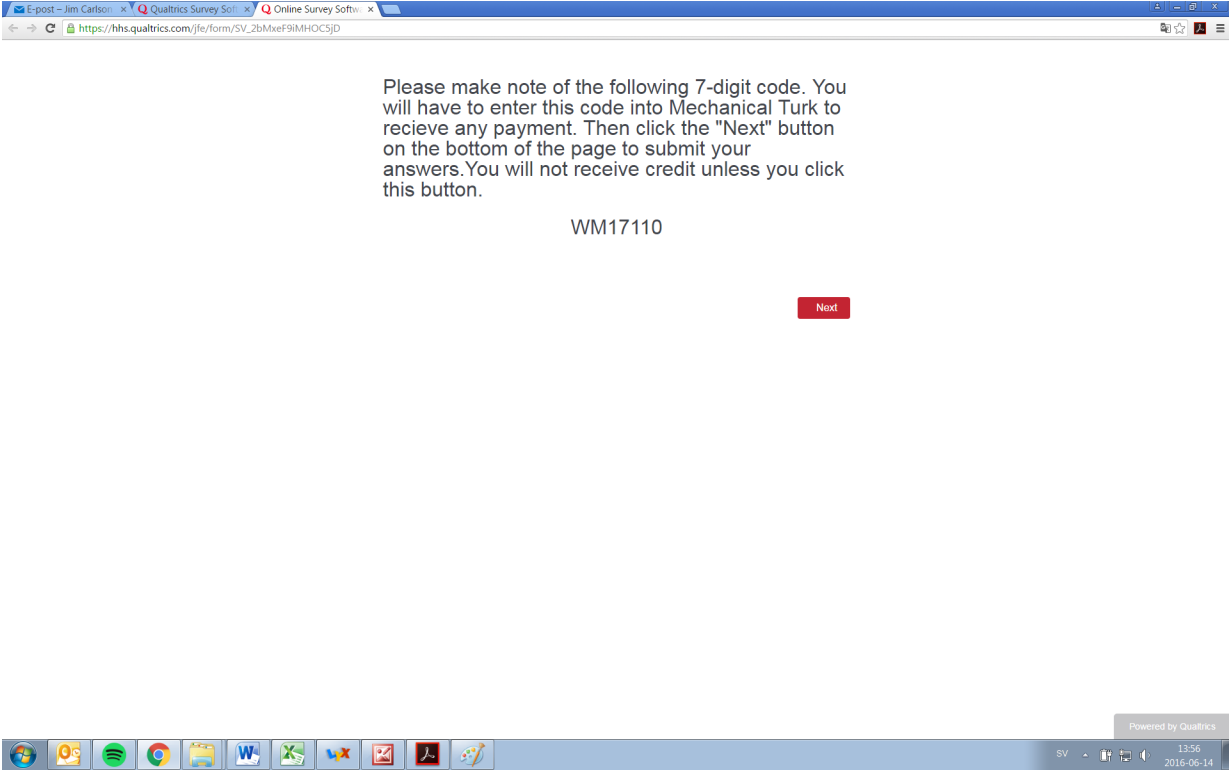 E-post – Jim Carlson
Qualtrics Survey Soft
Online Survey Softw
https://hhs.qualtrics.com/jfe/form/SV_2bMxeF9iMHOC5jD
Please make note of the following 7-digit code. You
will have to enter this code into Mechanical Turk to
recieve any payment. Then click the "Next" button
on the bottom of the page to submit your
answers.You will not receive credit unless you click
this button.
WM17110
Next
Powered by Qualtrics
SV
13:56
2016-06-14